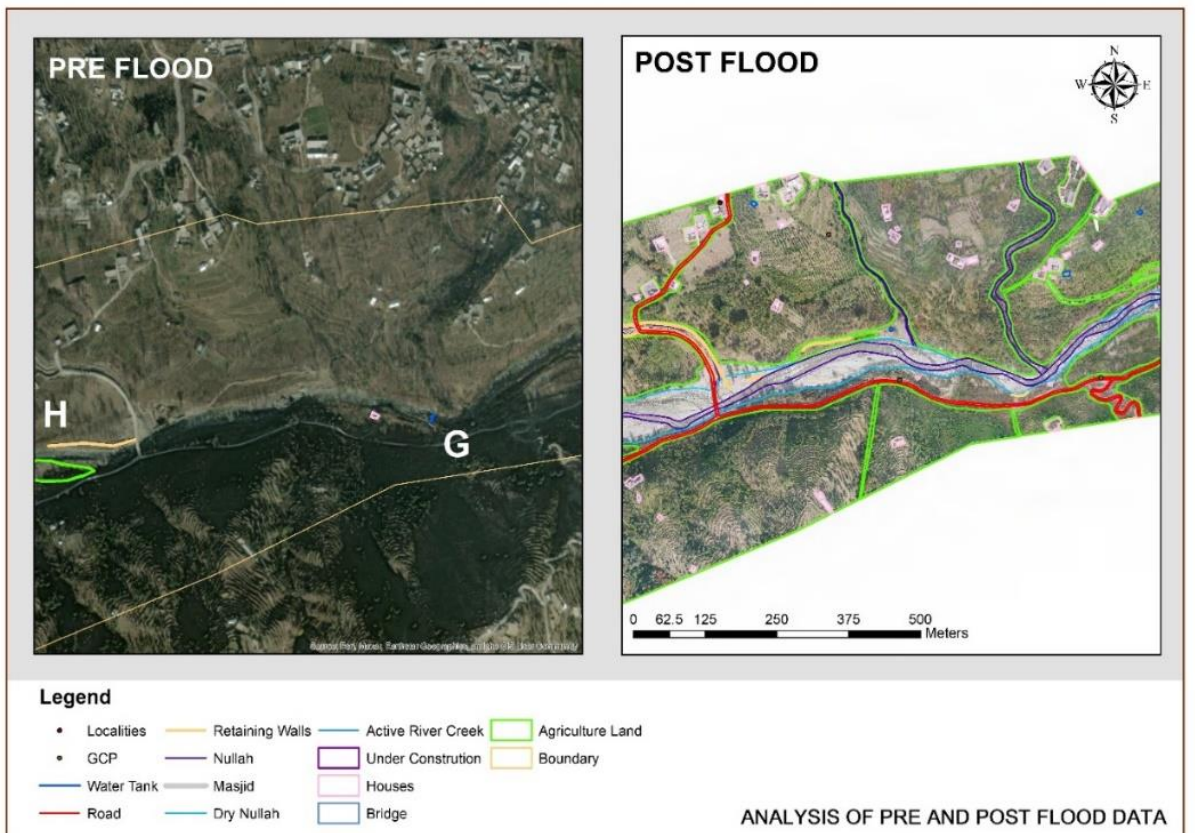 PRE FLOOD
H
G
POST FLOOD
N
W E
S
0 62.5 125 250 375 500
Meters
Legend
Localities
GCP
Water Tank
Road
Retaining Walls
Nullah
Masjid
Dry Nullah
Active River Creek
Under Constrution
Houses
Bridge
Agriculture Land
Boundary
ANALYSIS OF PRE AND POST FLOOD DATA